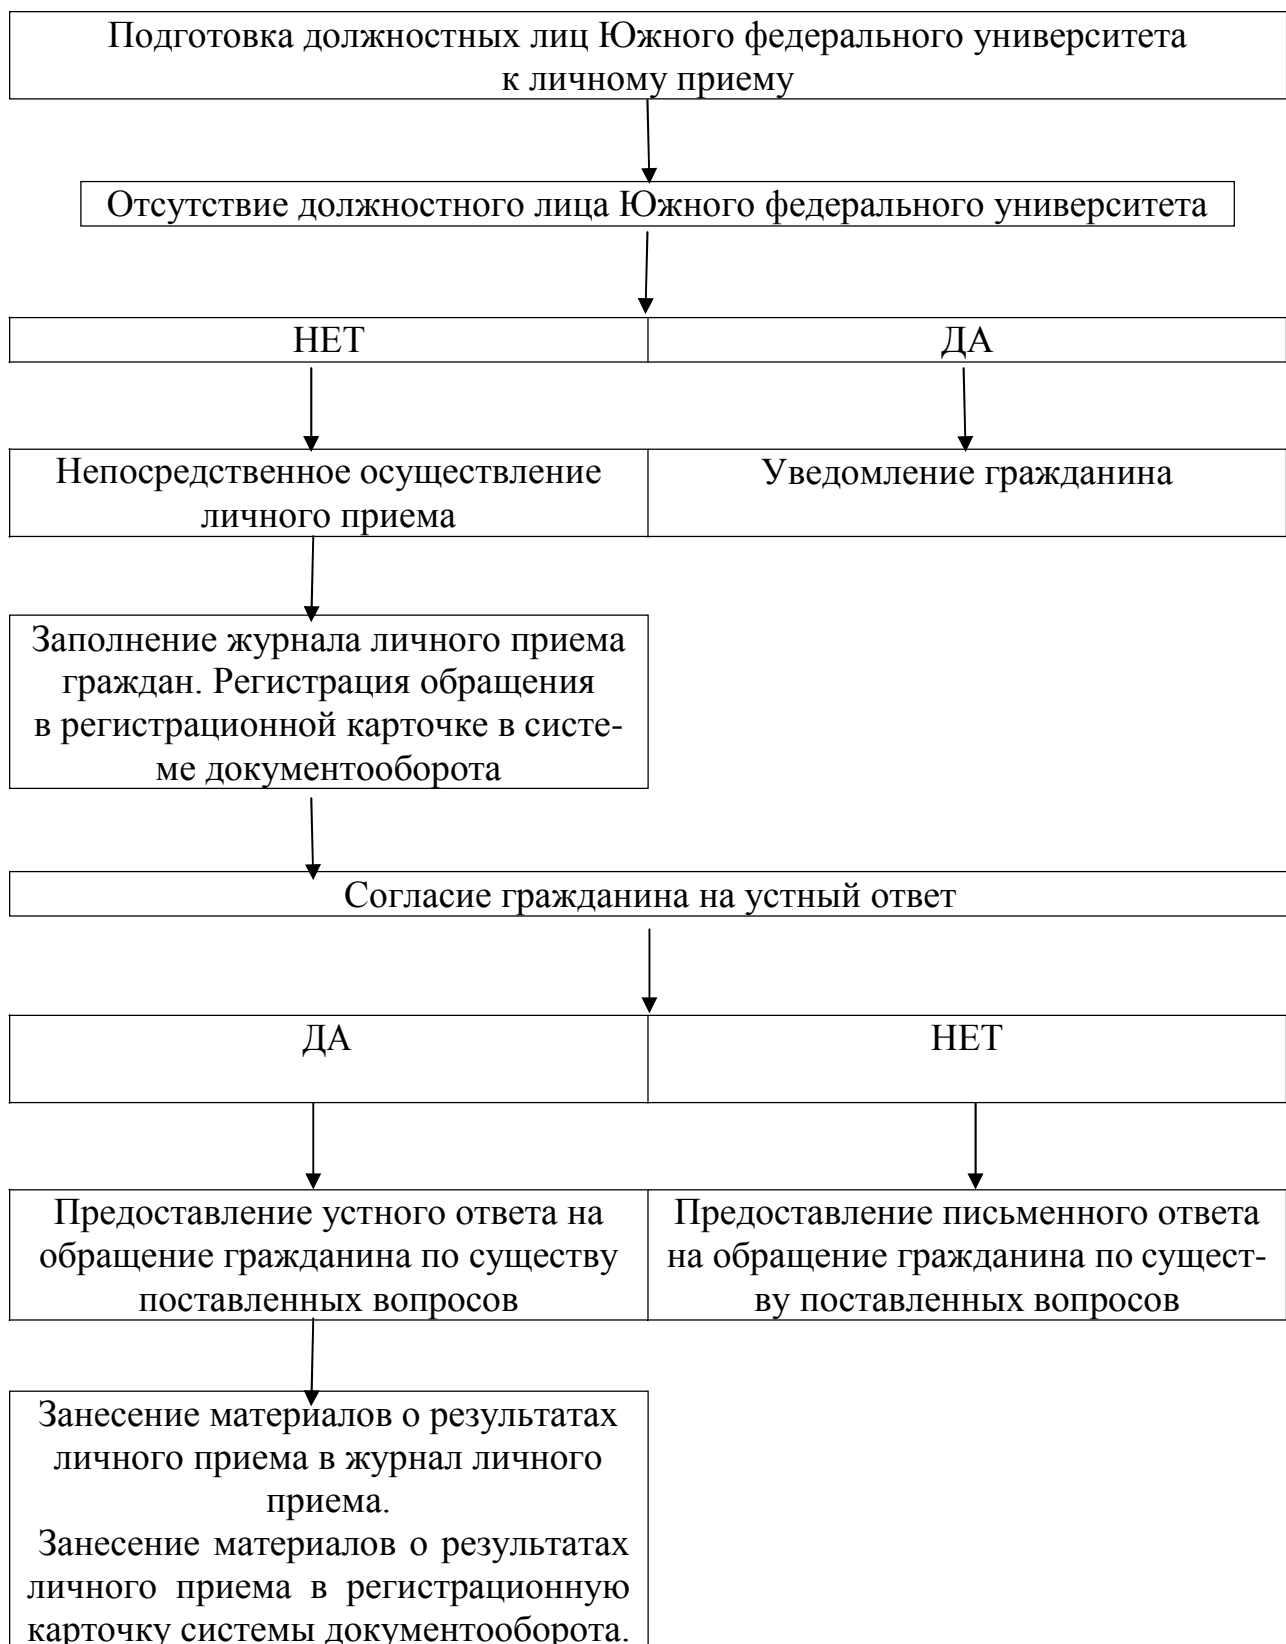 Подготовка должностных лиц Южного федерального университета
к личному приему
Отсутствие должностного лица Южного федерального университета
НЕТ
ДА
Непосредственное осуществление
личного приема
Уведомление гражданина
Заполнение журнала личного приема
граждан. Регистрация обращения
в регистрационной карточке в систе-
ме документооборота
Согласие гражданина на устный ответ
ДА
НЕТ
Предоставление устного ответа на
обращение гражданина по существу
поставленных вопросов
Предоставление письменного ответа
на обращение гражданина по сущест-
ву поставленных вопросов
Занесение материалов о результатах
личного приема в журнал личного
приема.
Занесение материалов о результатах
личного приема в регистрационную
карточку системы документооборота.